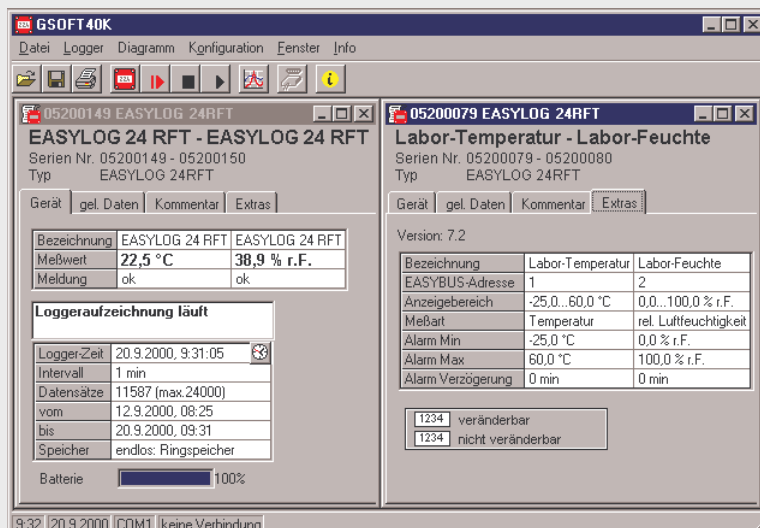 GSOFT40K
Datei Logger Diagramm Konfiguration Fenster Info
05200149 EASYLOG 24RFT
EASYLOG 24 RFT - EASYLOG 24 RFT
Serien Nr. 05200149 - 05200150
Typ EASYLOG 24RFT
Gerät gel. Daten Kommentar Extras
Bezeichnung EASYLOG 24 RFT EASYLOG 24 RFT
Meßwert 22,5 °C 38,9 % r.F.
Meldung ok ok
Loggeraufzeichnung läuft
Logger-Zeit 20.9.2000, 9:31:05
Intervall 1 min
Datensätze 11587 (max.24000)
vom 12.9.2000, 08:25
bis 20.9.2000, 09:31
Speicher endlos: Ringspeicher
Batterie 100%
05200079 EASYLOG 24RFT
Labor-Temperatur - Labor-Feuchte
Serien Nr. 05200079 - 05200080
Typ EASYLOG 24RFT
Gerät gel. Daten Kommentar Extras
Version: 7.2
Bezeichnung Labor-Temperatur Labor-Feuchte
EASYBUS-Adresse 1 2
Anzeigebereich -25,0...60,0 °C 0,0...100,0 % r.F.
Meßart Temperatur rel. Luftfeuchtigkeit
Alarm Min -25,0 °C 0,0 % r.F.
Alarm Max 60,0 °C 100,0 % r.F.
Alarm Verzögerung 0 min 0 min
1234 veränderbar
1234 nicht veränderbar
9:32 20.9.2000 COM1 keine Verbindung